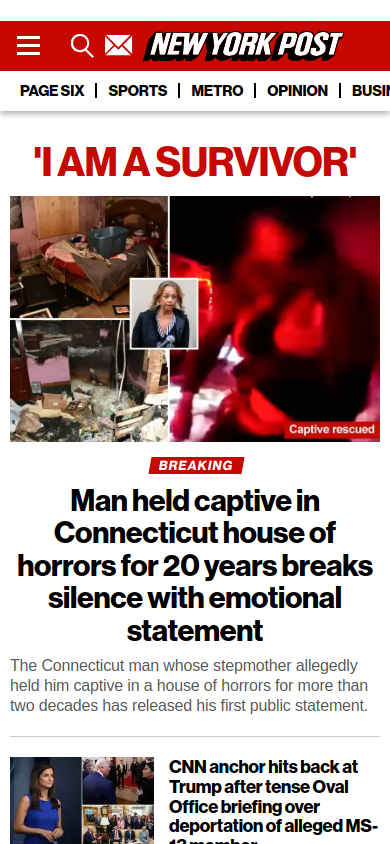 NEW YORK POST
PAGE SIX
SPORTS
METRO
OPINION
BUSIN
'I AM A SURVIVOR'
Captive rescued
BREAKING
Man held captive in
Connecticut house of
horrors for 20 years breaks
silence with emotional
statement
The Connecticut man whose stepmother allegedly
held him captive in a house of horrors for more than
two decades has released his first public statement.
CNN anchor hits back at
Trump after tense Oval
Office briefing over
deportation of alleged MS-
13 member